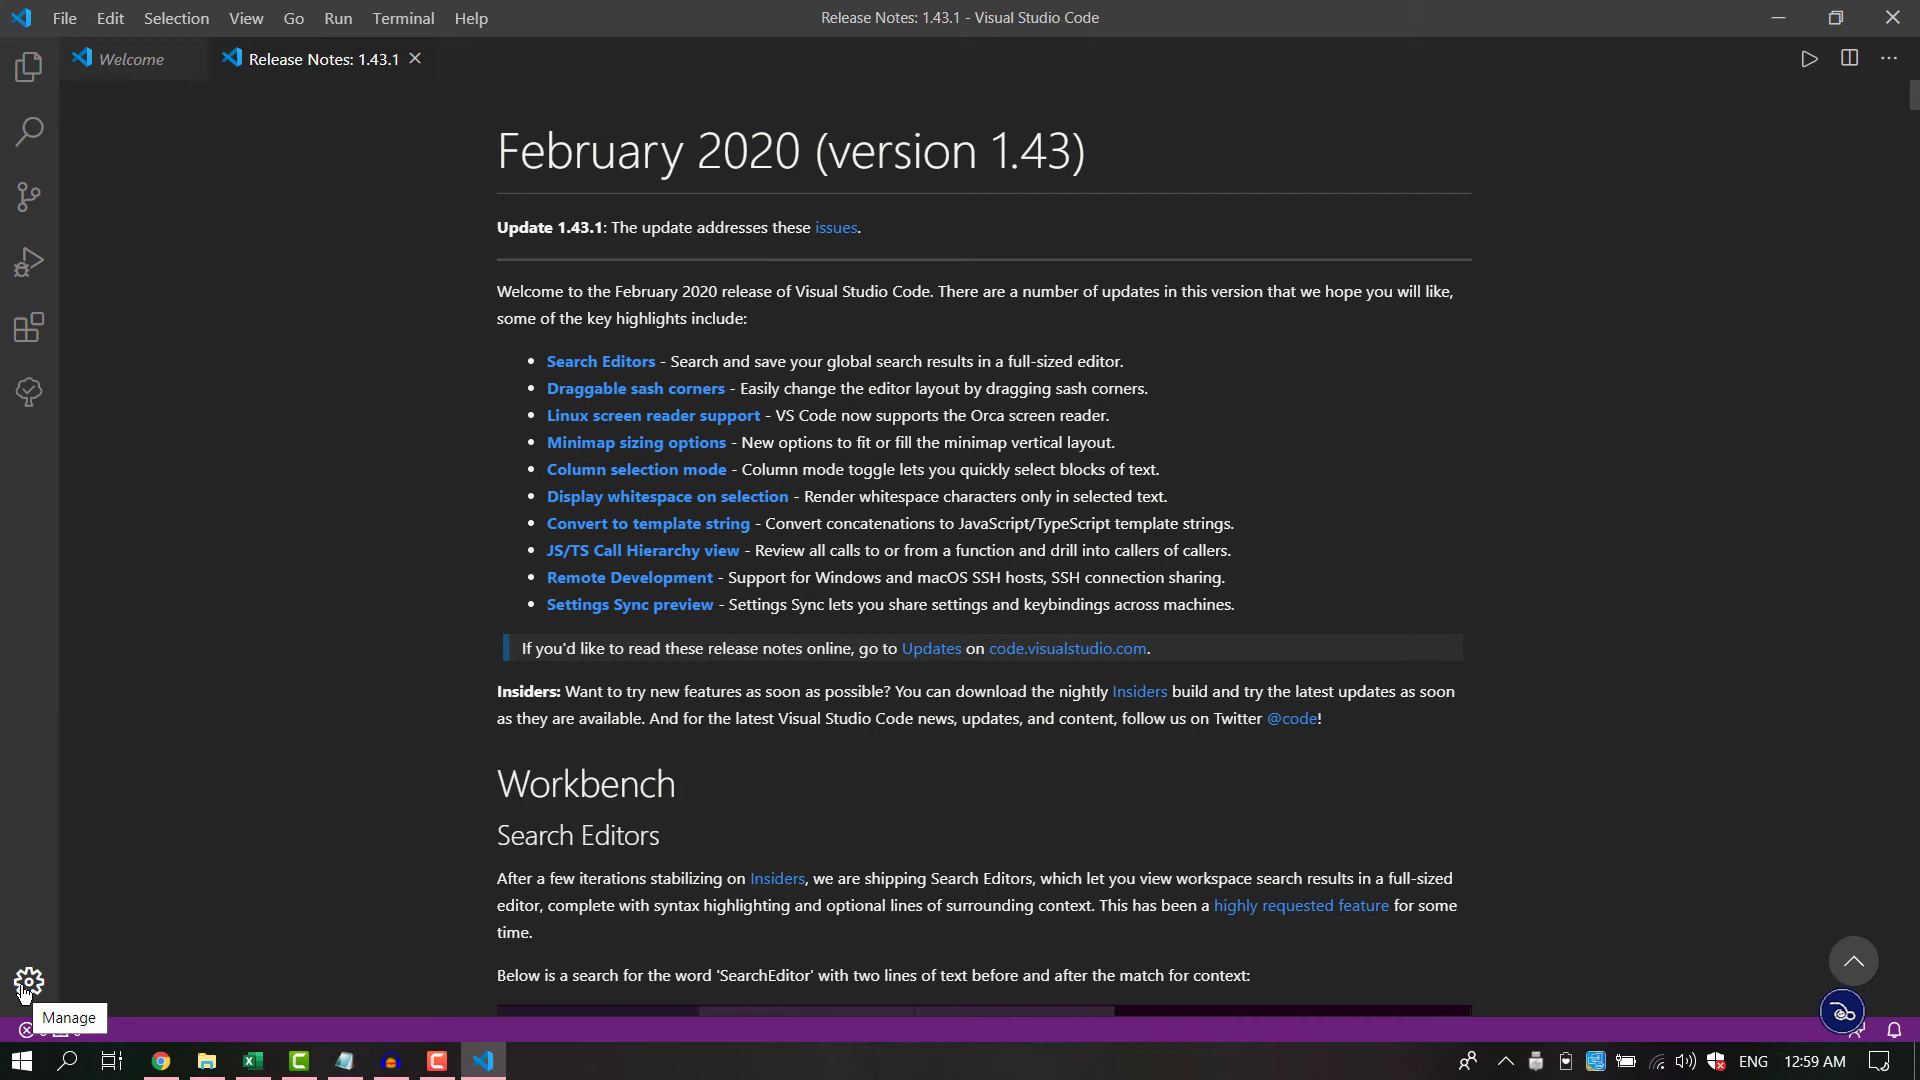 File Edit Selection View Go Run Terminal Help
Release Notes: 1.43.1 - Visual Studio Code
Welcome
Release Notes: 1.43.1
February 2020 (version 1.43)
Update 1.43.1: The update addresses these issues.
Welcome to the February 2020 release of Visual Studio Code. There are a number of updates in this version that we hope you will like,
some of the key highlights include:
• Search Editors - Search and save your global search results in a full-sized editor.
• Draggable sash corners - Easily change the editor layout by dragging sash corners.
• Linux screen reader support - VS Code now supports the Orca screen reader.
• Minimap sizing options - New options to fit or fill the minimap vertical layout.
• Column selection mode - Column mode toggle lets you quickly select blocks of text.
• Display whitespace on selection - Render whitespace characters only in selected text.
• Convert to template string - Convert concatenations to JavaScript/TypeScript template strings.
• JS/TS Call Hierarchy view - Review all calls to or from a function and drill into callers of callers.
• Remote Development - Support for Windows and macOS SSH hosts, SSH connection sharing.
• Settings Sync preview - Settings Sync lets you share settings and keybindings across machines.
If you'd like to read these release notes online, go to Updates on code.visualstudio.com.
Insiders: Want to try new features as soon as possible? You can download the nightly Insiders build and try the latest updates as soon
as they are available. And for the latest Visual Studio Code news, updates, and content, follow us on Twitter @code!
Workbench
Search Editors
After a few iterations stabilizing on Insiders, we are shipping Search Editors, which let you view workspace search results in a full-sized
editor, complete with syntax highlighting and optional lines of surrounding context. This has been a highly requested feature for some
time.
Below is a search for the word 'SearchEditor' with two lines of text before and after the match for context:
Manage
ENG
12:59 AM